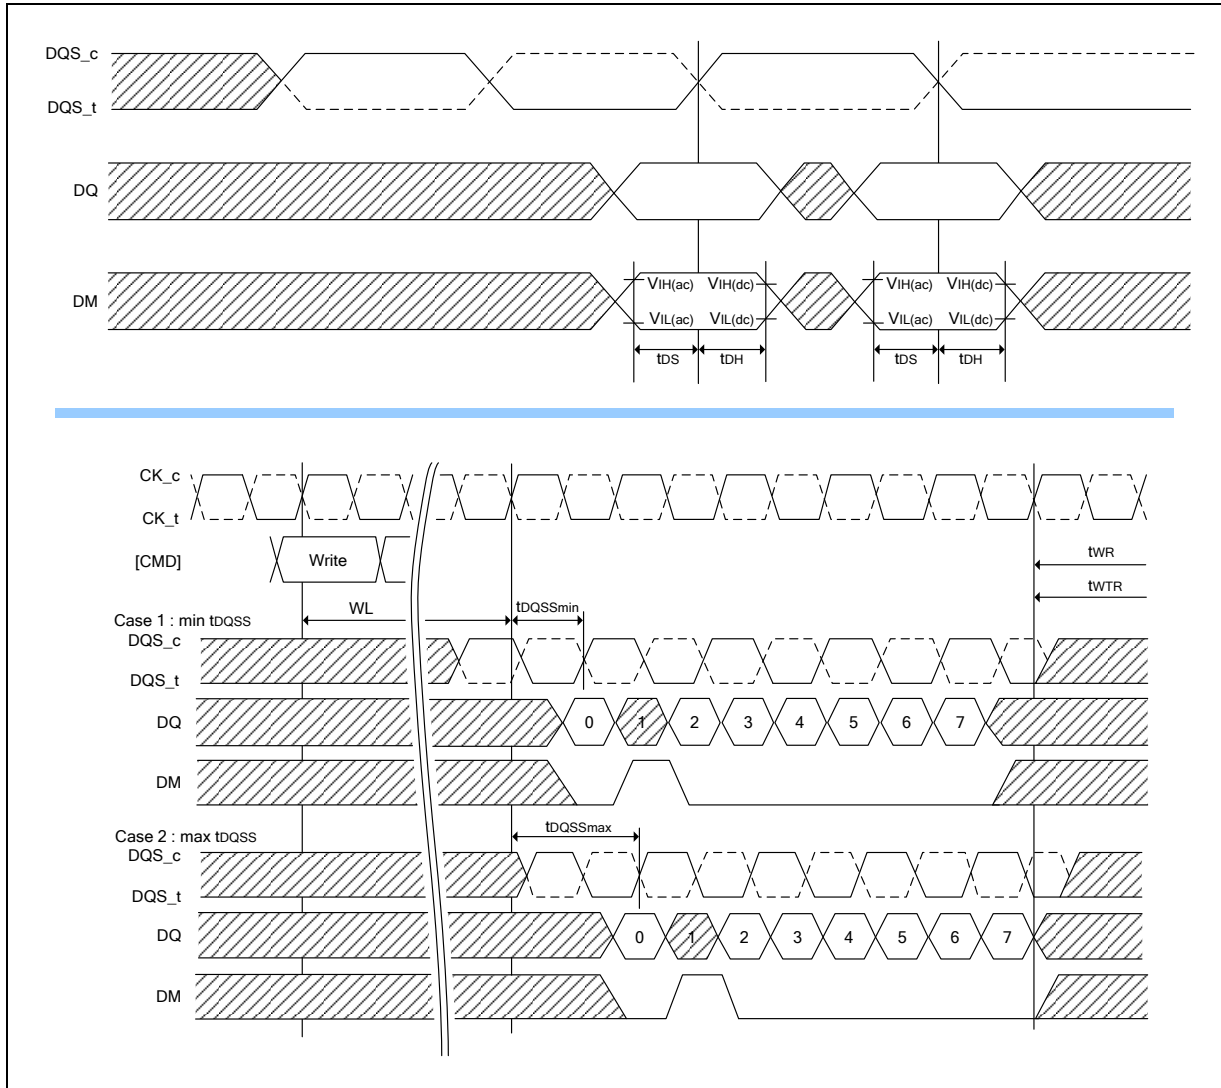 DQS_c
DQS_t
DQ
DM
VIH(ac) VIH(dc) VIH(ac) VIH(dc)
VIL(ac) VIL(dc) VIL(ac) VIL(dc)
tDS tDH tDS tDH
CK_c
CK_t
[CMD] Write tWR
tWTR
WL tDQSSmin
Case 1 : min tDQSS
DQS_c
DQS_t
DQ 0 1 2 3 4 5 6 7
DM
tDQSSmax
Case 2 : max tDQSS
DQS_c
DQS_t
DQ 0 1 2 3 4 5 6 7
DM